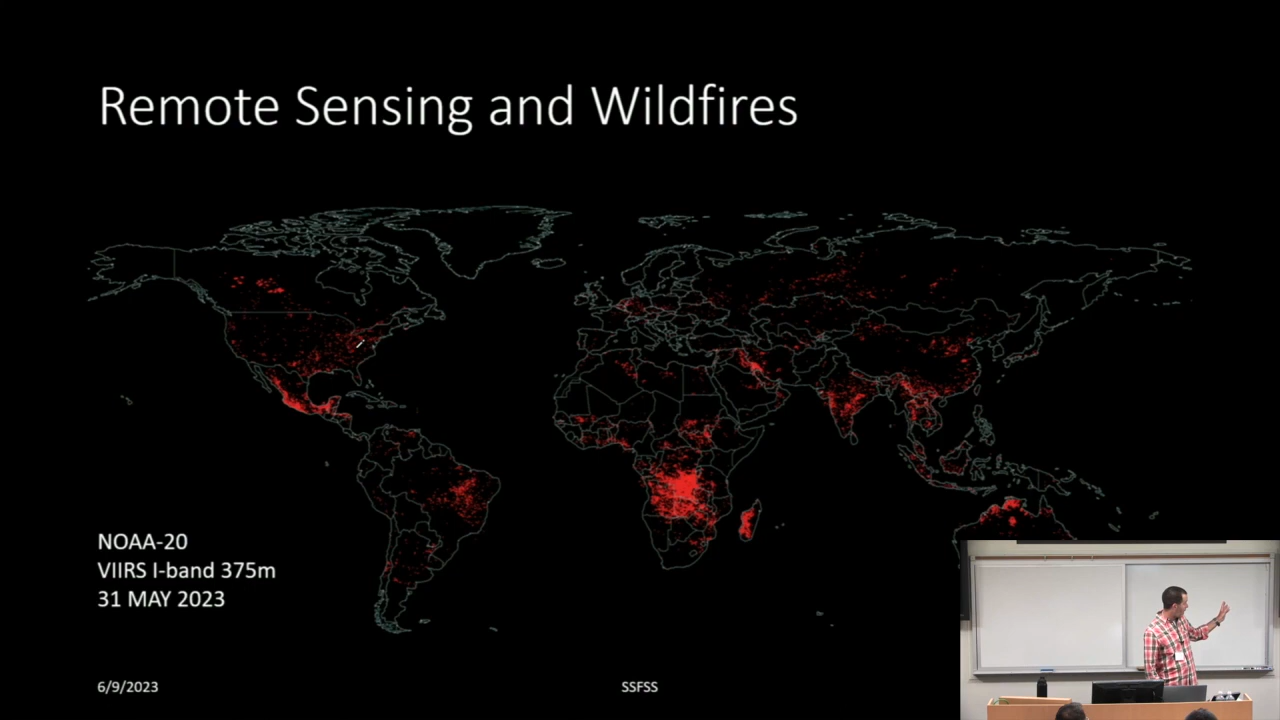 Remote Sensing and Wildfires
NOAA-20
VIIRS I-band 375m
31 MAY 2023
6/9/2023
SSFSS